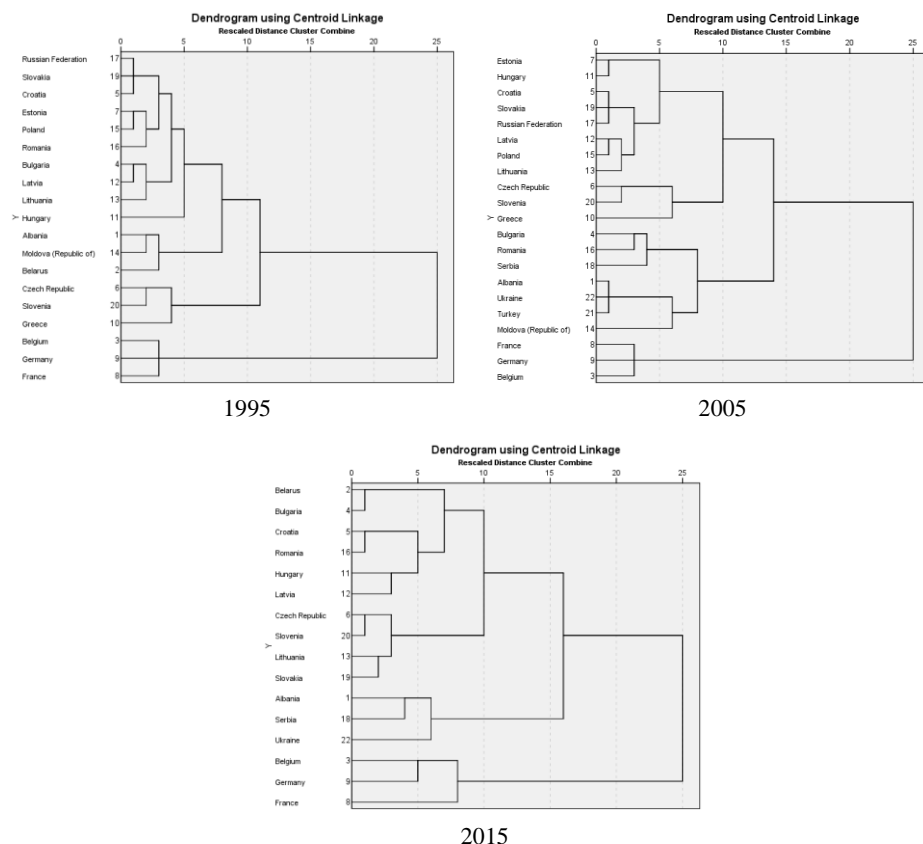 Dendrogram using Centroid Linkage
Rescaled Distance Cluster Combine
0 5 10 15 20 25
Russian Federation 17
Slovakia 19
Croatia 5
Estonia 7
Poland 15
Romania 16
Bulgaria 4
Latvia 12
Lithuania 13
Y Hungary 11
Albania 1
Moldova (Republic of) 14
Belarus 2
Czech Republic 6
Slovenia 20
Greece 10
Belgium 3
Germany 9
France 8
1995
Dendrogram using Centroid Linkage
Rescaled Distance Cluster Combine
0 5 10 15 20 25
Estonia 7
Hungary 11
Croatia 5
Slovakia 19
Russian Federation 17
Latvia 12
Poland 15
Lithuania 13
Czech Republic 6
Slovenia 20
Y Greece 10
Bulgaria 4
Romania 16
Serbia 18
Albania 1
Ukraine 22
Turkey 21
Moldova (Republic of) 14
France 8
Germany 9
Belgium 3
2005
Dendrogram using Centroid Linkage
Rescaled Distance Cluster Combine
0 5 10 15 20 25
Belarus 2
Bulgaria 4
Croatia 5
Romania 16
Hungary 11
Latvia 12
Czech Republic 6
Slovenia 20
Y
Lithuania 13
Slovakia 19
Albania 1
Serbia 18
Ukraine 22
Belgium 3
Germany 9
France 8
2015